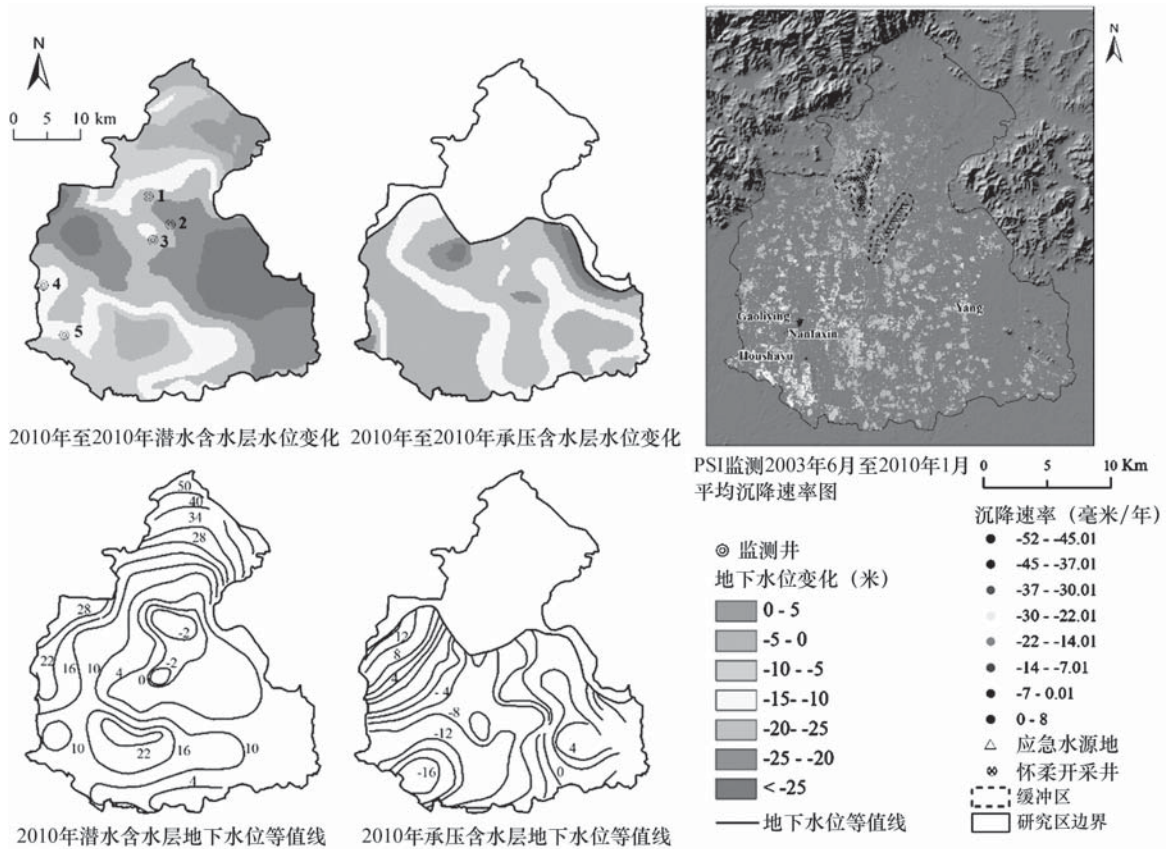 N
0 5 10 km
1
2
3
4
5
2010年至2010年潜水含水层水位变化
2010年至2010年承压含水层水位变化
N
Gaoliying
Nanfaxin
Houshayu
Yang
PSI监测2003年6月至2010年1月
平均沉降速率图
0 5 10 Km
50
40
34
28
28
22
16
10
4
0
-2
-2
10
22
16
10
4
2010年潜水含水层地下水位等值线
12
8
4
-4
-8
-12
-16
4
0
2010年承压含水层地下水位等值线
监测井
地下水位变化（米）
0 - 5
-5 - 0
-10 - -5
-15 - -10
-20- -25
-25 - -20
< -25
地下水位等值线
沉降速率（毫米/年）
-52 - -45.01
-45 - -37.01
-37 - -30.01
-30 - -22.01
-22 - -14.01
-14 - -7.01
-7 - 0.01
0 - 8
应急水源地
怀柔开采井
缓冲区
研究区边界